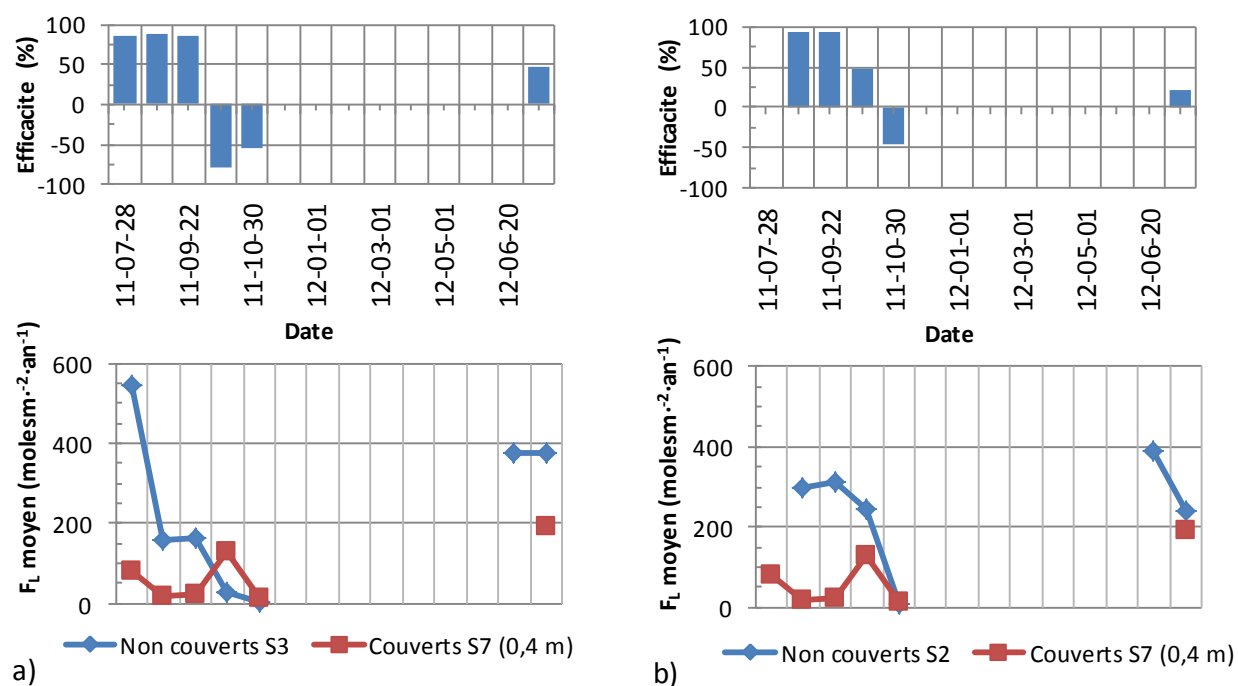 Efficacite (%)
100
50
0
-50
-100
11-07-28
11-09-22
11-10-30
12-01-01
12-03-01
12-05-01
12-06-20
Date
F_L moyen (molesm·⁻²·an⁻¹)
600
400
200
0
Non couverts S3
Couverts S7 (0,4 m)
a)
Efficacite (%)
100
50
0
-50
-100
11-07-28
11-09-22
11-10-30
12-01-01
12-03-01
12-05-01
12-06-20
Date
F_L moyen (molesm·⁻²·an⁻¹)
600
400
200
0
Non couverts S2
Couverts S7 (0,4 m)
b)